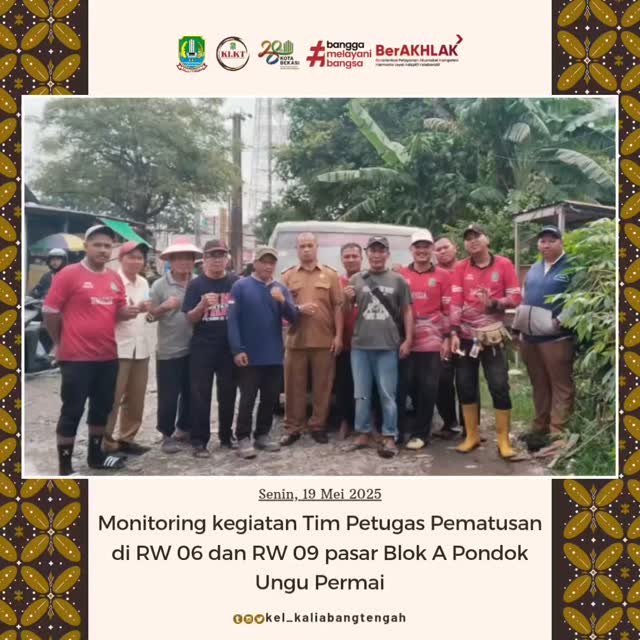 KLKT
28
KOTA
BEKASI
#bangga
melayani
bangsa
BerAKHLAK
Senin, 19 Mei 2025
Monitoring kegiatan Tim Petugas Pematusan
di RW 06 dan RW 09 pasar Blok A Pondok
Ungu Permai
kel_kaliabangtengah